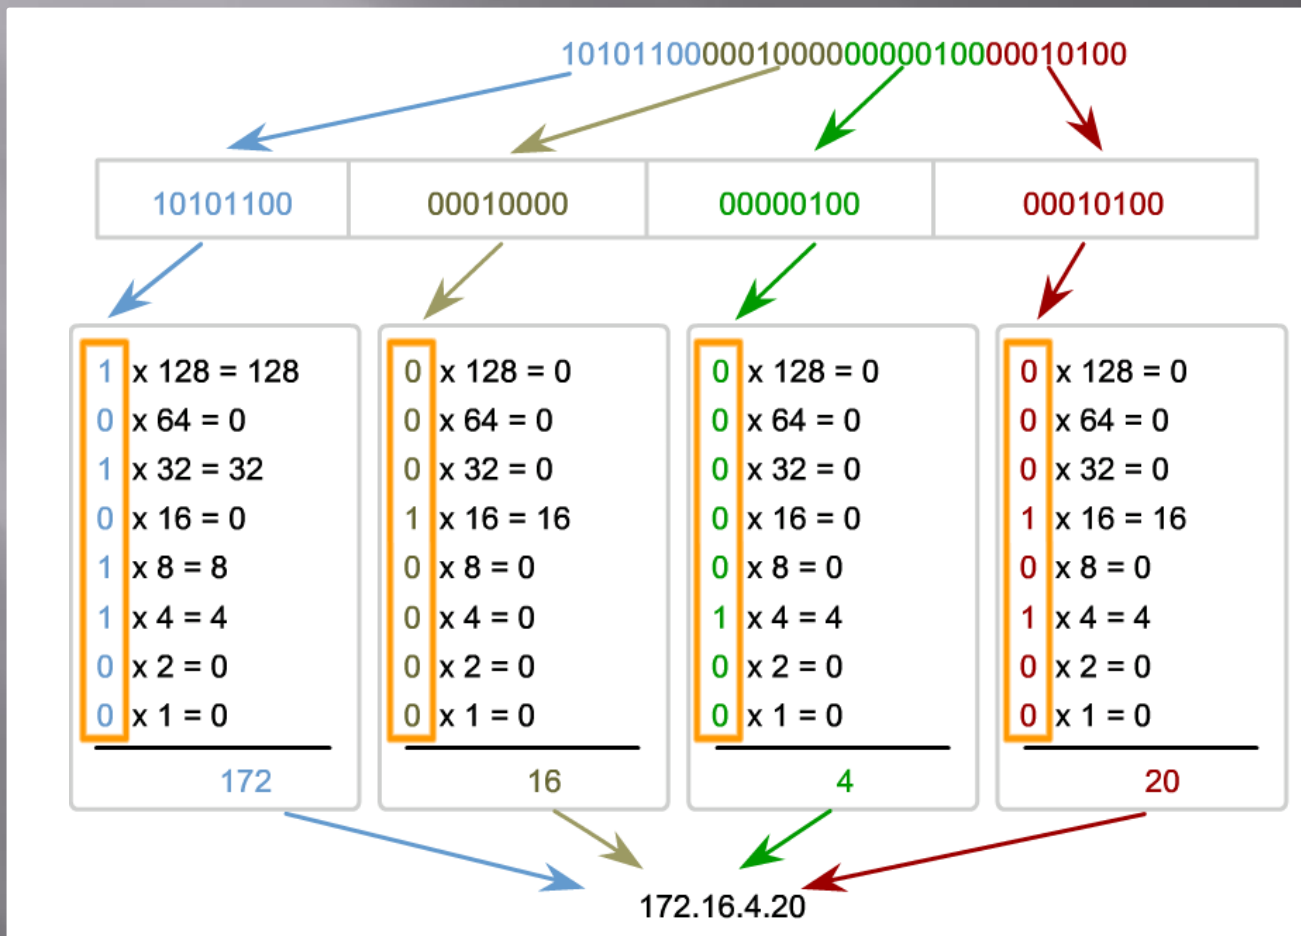 10101100000100000000010000010100
10101100 00010000 00000100 00010100
1 x 128 = 128
0 x 64 = 0
1 x 32 = 32
0 x 16 = 0
1 x 8 = 8
1 x 4 = 4
0 x 2 = 0
0 x 1 = 0
172
0 x 128 = 0
0 x 64 = 0
0 x 32 = 0
1 x 16 = 16
0 x 8 = 0
0 x 4 = 0
0 x 2 = 0
0 x 1 = 0
16
0 x 128 = 0
0 x 64 = 0
0 x 32 = 0
0 x 16 = 0
0 x 8 = 0
1 x 4 = 4
0 x 2 = 0
0 x 1 = 0
4
0 x 128 = 0
0 x 64 = 0
0 x 32 = 0
1 x 16 = 16
0 x 8 = 0
1 x 4 = 4
0 x 2 = 0
0 x 1 = 0
20
172.16.4.20